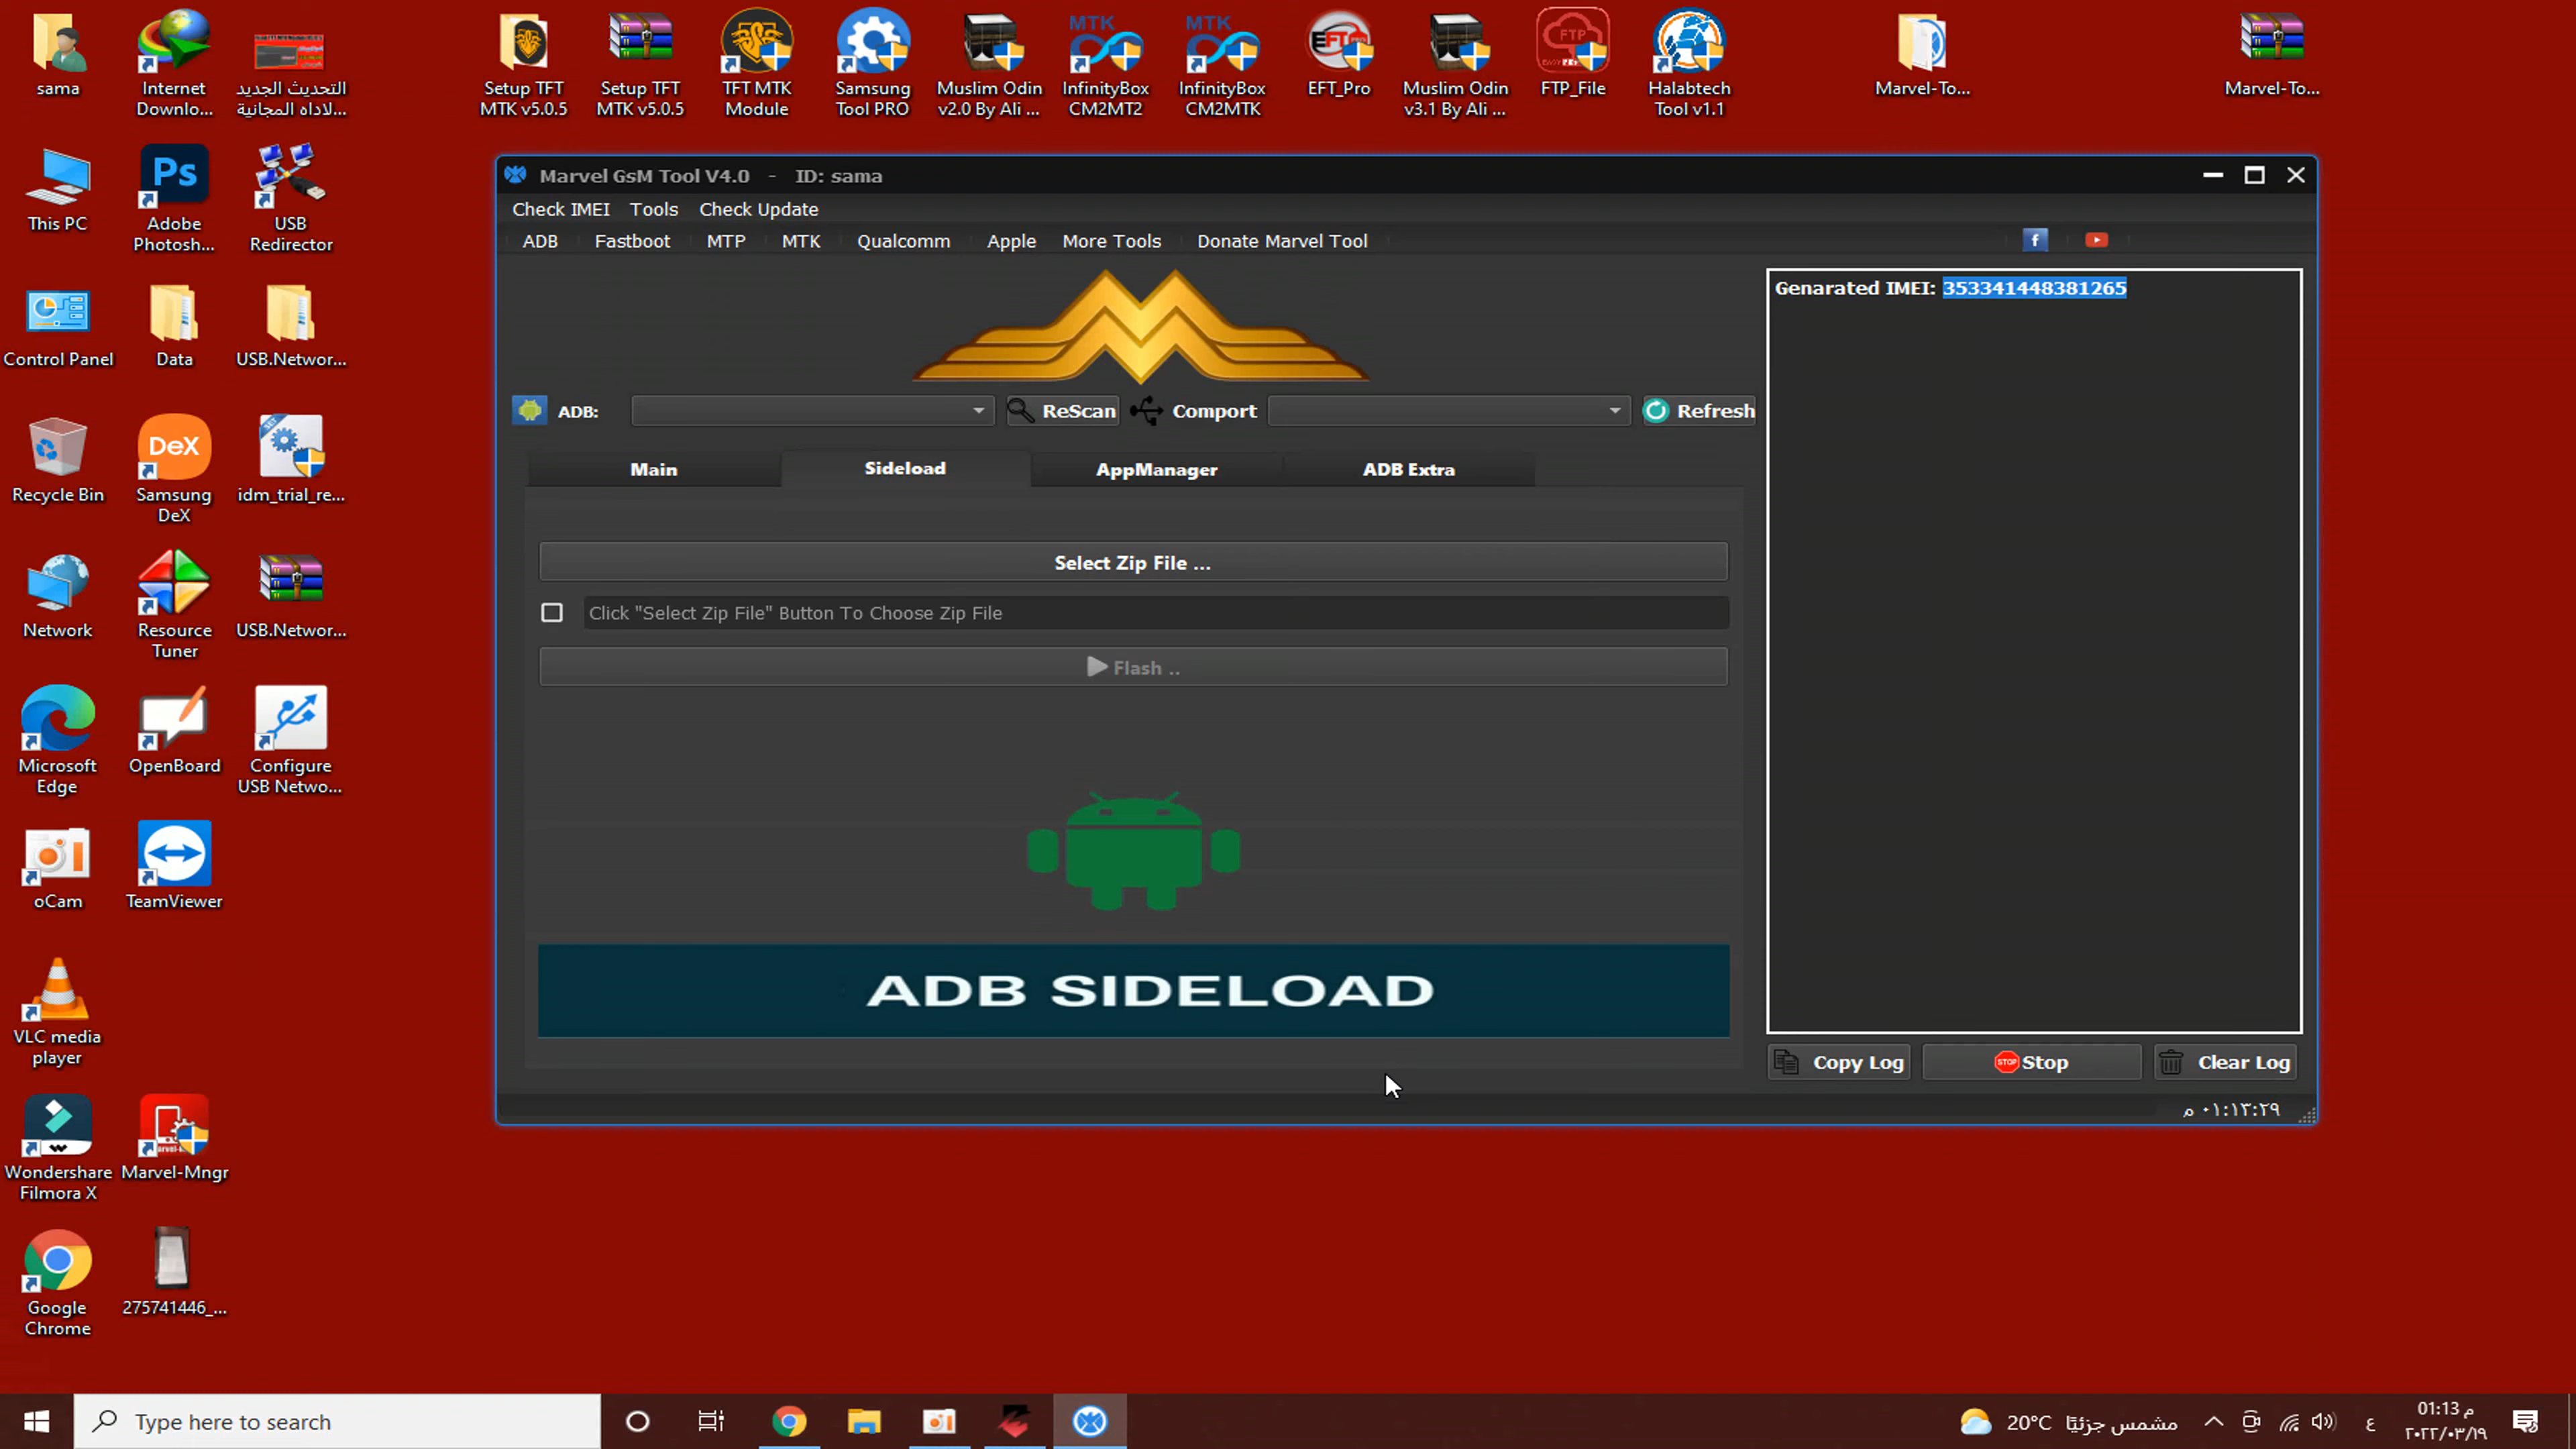 sama
Internet
Downlo...
التحديث الجديد
للاداه المجانية...
Setup TFT
MTK v5.0.5
Setup TFT
MTK v5.0.5
TFT MTK
Module
Samsung
Tool PRO
Muslim Odin
v2.0 By Ali ...
MTK
InfinityBox
CM2MT2
MTK
InfinityBox
CM2MTK
EFT
EFT_Pro
Muslim Odin
v3.1 By Ali ...
FTP
FTP_File
Halabtech
Tool v1.1
Marvel-To...
Marvel-To...
This PC
Ps
Adobe
Photosh...
USB
Redirector
Control Panel
Data
USB.Networ...
Recycle Bin
DeX
Samsung
DeX
idm_trial_re...
Network
Resource
Tuner
USB.Networ...
Microsoft
Edge
OpenBoard
Configure
USB Netwo...
oCam
TeamViewer
VLC media
player
Wondershare
Filmora X
Marvel-Mngr
Google
Chrome
275741446_...
Marvel GsM Tool V4.0 - ID: sama
Check IMEI Tools Check Update
ADB Fastboot MTP MTK Qualcomm Apple More Tools Donate Marvel Tool
ADB: ReScan Comport Refresh
Main Sideload AppManager ADB Extra
Select Zip File ...
Click "Select Zip File" Button To Choose Zip File
Flash ..
ADB SIDELOAD
Genarated IMEI: 353341448381265
Copy Log STOP Stop Clear Log
٠١:١٣:٢٩ م
Type here to search
20°C مشمس جزئيًا
ع
01:13 م
٢٠٢٢/٠٣/١٩